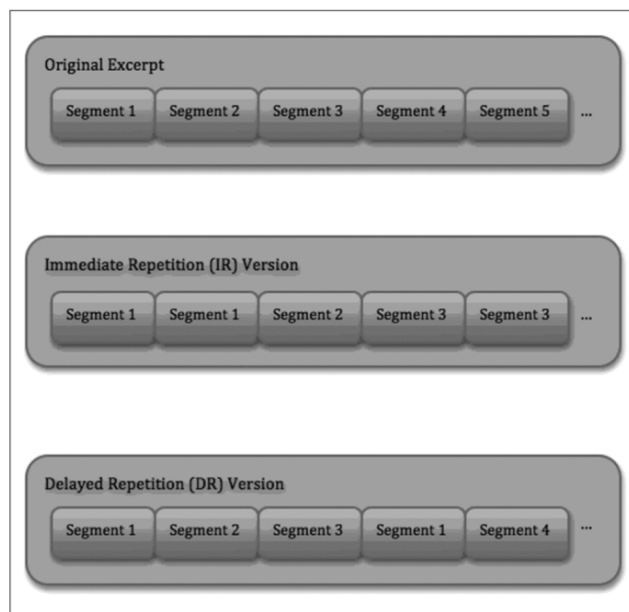 Original Excerpt
Segment 1 Segment 2 Segment 3 Segment 4 Segment 5 ...
Immediate Repetition (IR) Version
Segment 1 Segment 1 Segment 2 Segment 3 Segment 3 ...
Delayed Repetition (DR) Version
Segment 1 Segment 2 Segment 3 Segment 1 Segment 4 ...